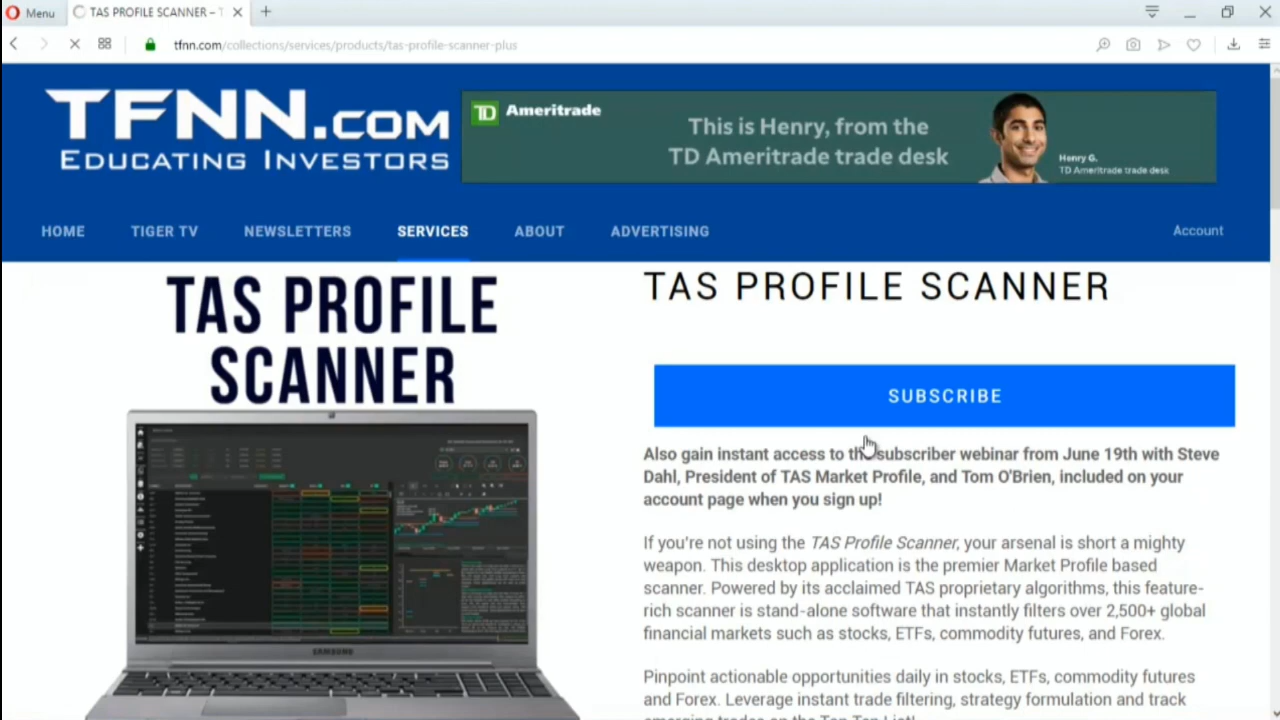 Menu
TAS PROFILE SCANNER – T
tfnn.com/collections/services/products/tas-profile-scanner-plus
TFNN.COM
EDUCATING INVESTORS
TD Ameritrade
This is Henry, from the
TD Ameritrade trade desk
Henry G.
TD Ameritrade trade desk
HOME TIGER TV NEWSLETTERS SERVICES ABOUT ADVERTISING Account
TAS PROFILE
SCANNER
SAMSUNG
TAS PROFILE SCANNER
SUBSCRIBE
Also gain instant access to the subscriber webinar from June 19th with Steve
Dahl, President of TAS Market Profile, and Tom O'Brien, included on your
account page when you sign up!
If you're not using the TAS Profile Scanner, your arsenal is short a mighty
weapon. This desktop application is the premier Market Profile based
scanner. Powered by its acclaimed TAS proprietary algorithms, this feature-
rich scanner is stand-alone software that instantly filters over 2,500+ global
financial markets such as stocks, ETFs, commodity futures, and Forex.
Pinpoint actionable opportunities daily in stocks, ETFs, commodity futures
and Forex. Leverage instant trade filtering, strategy formulation and track
emerging trades on the Top Ten List!